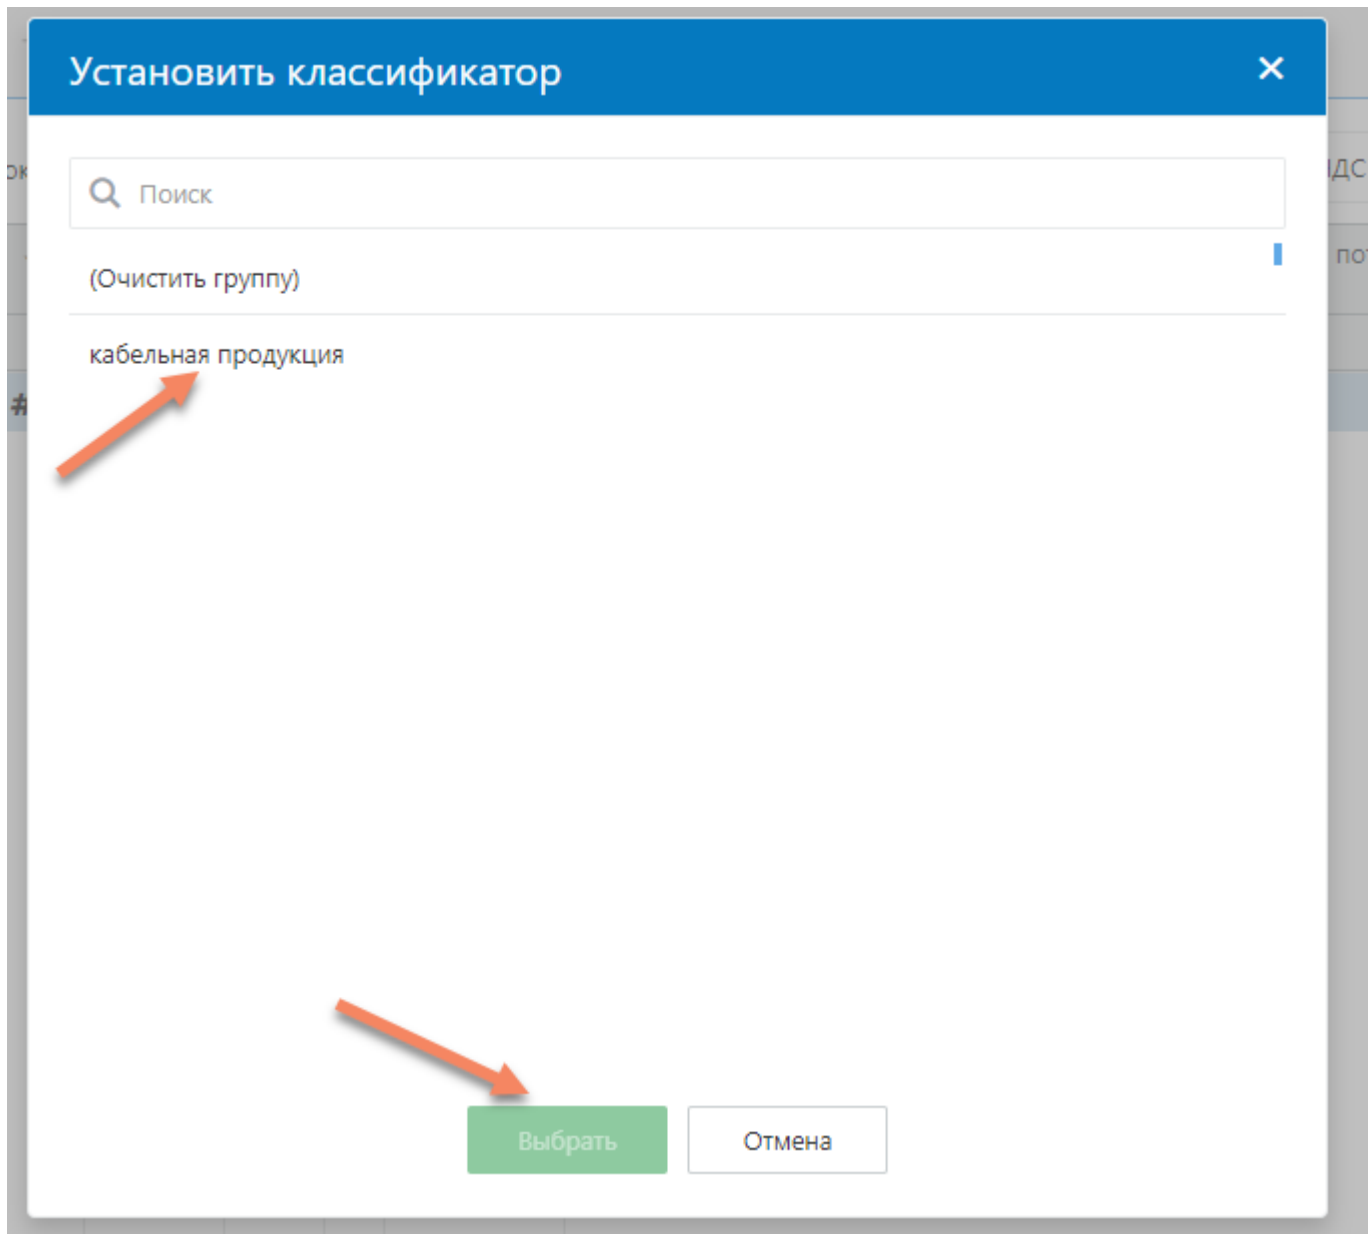 Установить классификатор
Поиск
(Очистить группу)
кабельная продукция
#
Выбрать
Отмена